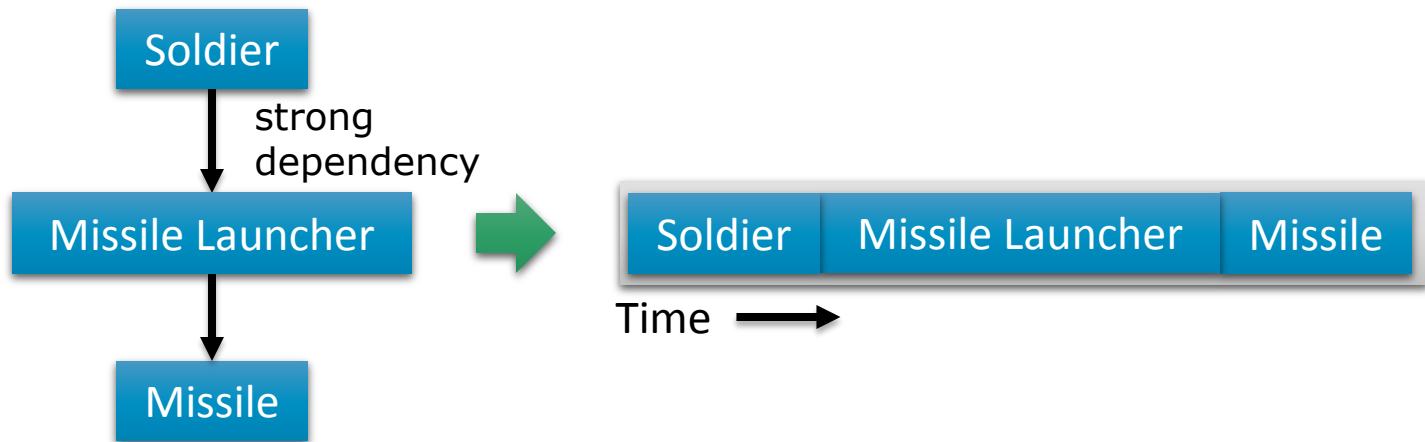 Soldier
strong
dependency
Missile Launcher
Missile
Soldier
Missile Launcher
Missile
Time